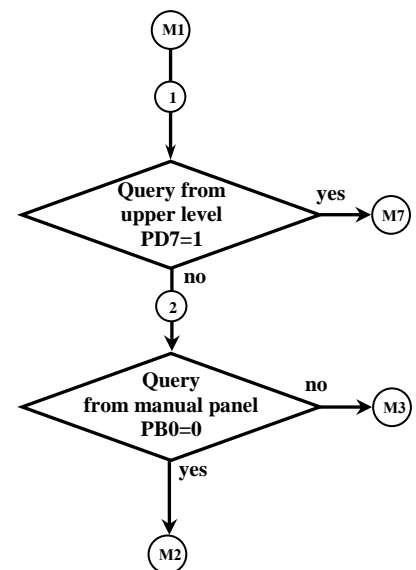 M1
1
Query from
upper level
PD7=1
yes
M7
no
2
Query
from manual panel
PB0=0
no
M3
yes
M2